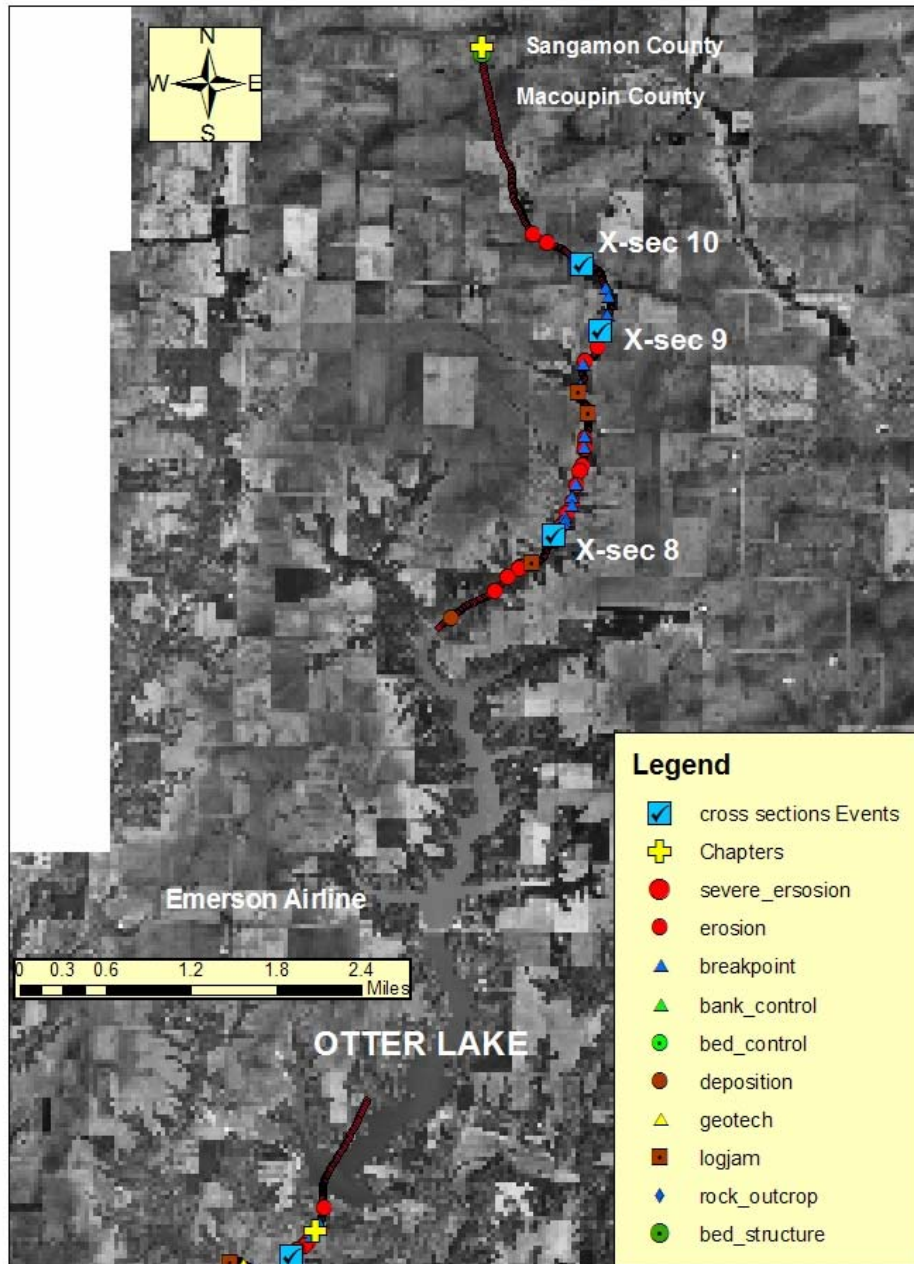 N
W E
S
Sangamon County
Macoupin County
X-sec 10
X-sec 9
X-sec 8
Emerson Airline
0 0.3 0.6 1.2 1.8 2.4
Miles
OTTER LAKE
Legend
cross sections Events
Chapters
severe_ersosion
erosion
breakpoint
bank_control
bed_control
deposition
geotech
logjam
rock_outcrop
bed_structure